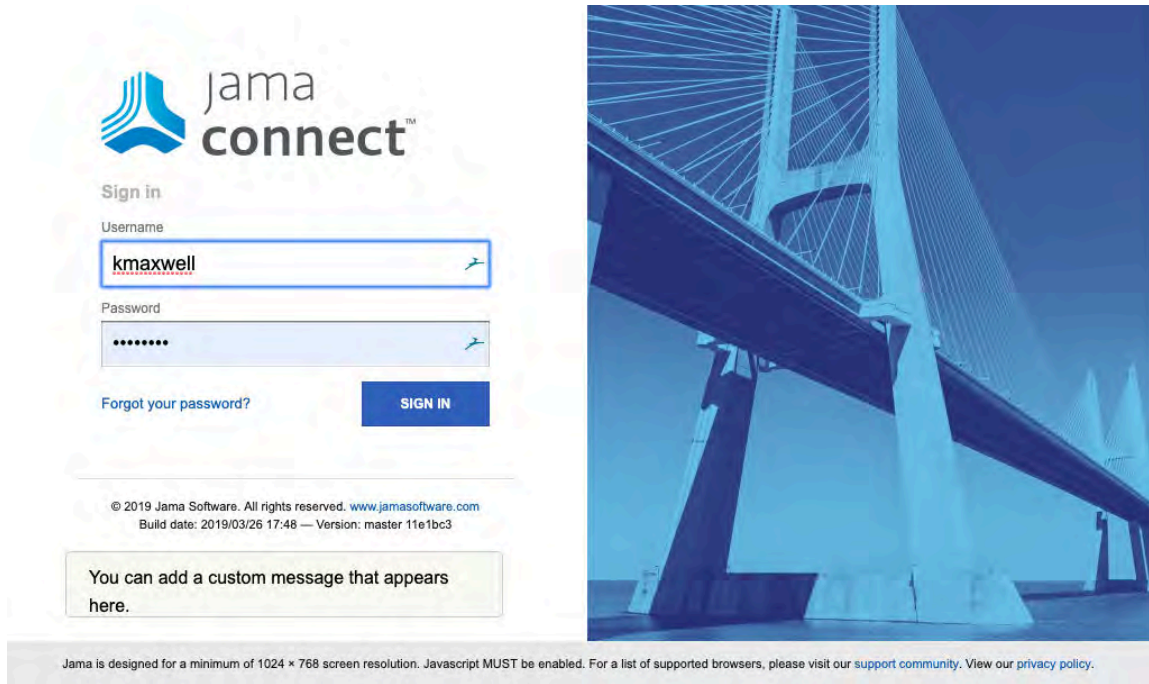 jama
connect™
Sign in
Username
kmaxwell
Password
••••••••
Forgot your password?
SIGN IN
© 2019 Jama Software. All rights reserved. www.jamasoftware.com
Build date: 2019/03/26 17:48 — Version: master 11e1bc3
You can add a custom message that appears
here.
Jama is designed for a minimum of 1024 × 768 screen resolution. Javascript MUST be enabled. For a list of supported browsers, please visit our support community. View our privacy policy.